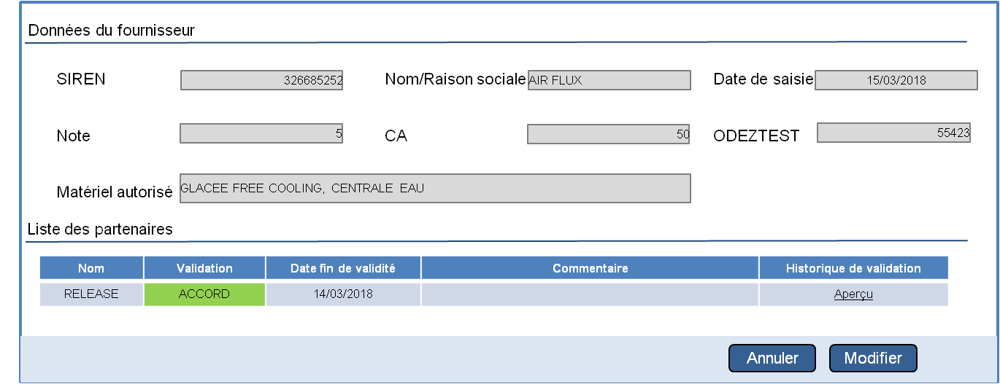 Données du fournisseur
SIREN 326685252 Nom/Raison sociale AIR FLUX Date de saisie 15/03/2018
Note 5 CA 50 ODEZTEST 55423
Matériel autorisé GLACEE FREE COOLING, CENTRALE EAU
Liste des partenaires
Nom Validation Date fin de validité Commentaire Historique de validation
RELEASE ACCORD 14/03/2018 Aperçu
Annuler Modifier